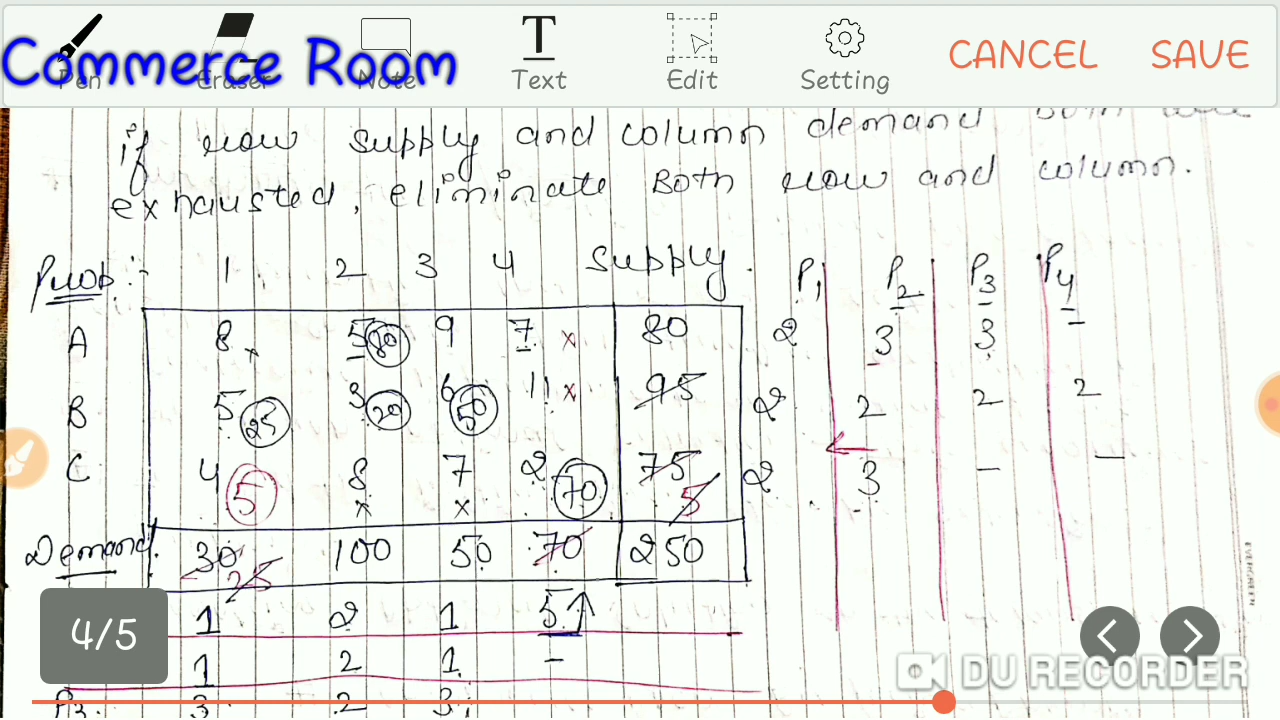 Commerce Room
Pen Eraser Note Text Edit Setting CANCEL SAVE
if row supply and column demand both are
exhausted, eliminate Both row and column.
Prob :- 1. 2 3 4 Supply. P1 P2 P3 P4
A 8 x 5 80 9 7 x 80 2 3 3 -
B 5 25 3 20 6 50 11 x 95 2 2 2 2
C 4 5 8 x 7 x 2 70 75 5 2 3 - -
Demand. 30 25 100 50 70 250
1 2 1 5↑
1 2 1. -
P3. 3. 2 3,
4/5
DU RECORDER
EVERGREEN